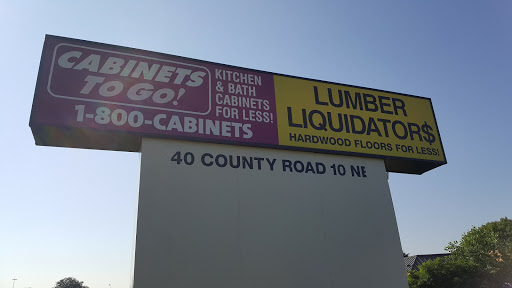 CABINETS
TO GO!
KITCHEN
& BATH
CABINETS
FOR LESS!
1-800-CABINETS
LUMBER
LIQUIDATOR$
HARDWOOD FLOORS FOR LESS!
40 COUNTY ROAD 10 NE